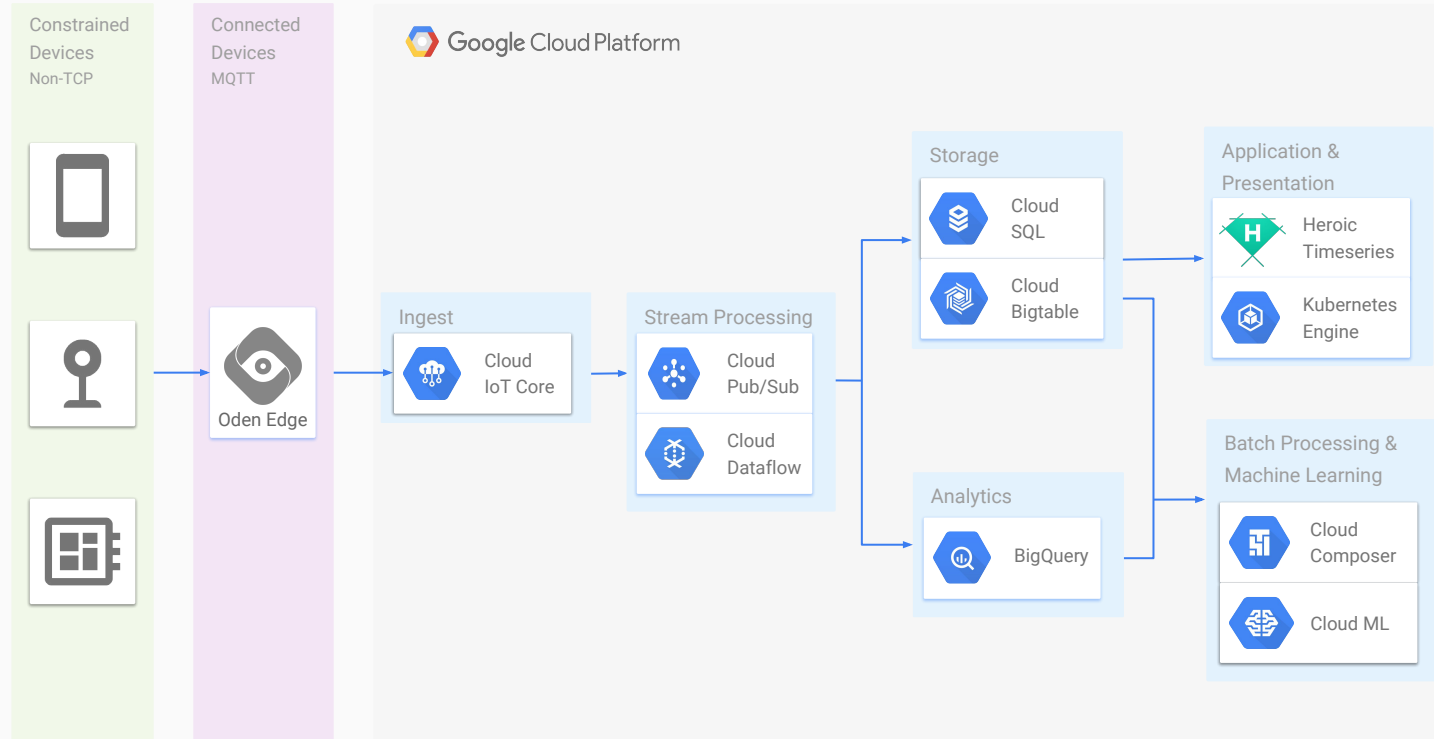 Constrained
Devices
Non-TCP
Connected
Devices
MQTT
Google Cloud Platform
Oden Edge
Ingest
Cloud
IoT Core
Stream Processing
Cloud
Pub/Sub
Cloud
Dataflow
Storage
Cloud
SQL
Cloud
Bigtable
Analytics
BigQuery
Application &
Presentation
H
Heroic
Timeseries
Kubernetes
Engine
Batch Processing &
Machine Learning
Cloud
Composer
Cloud ML